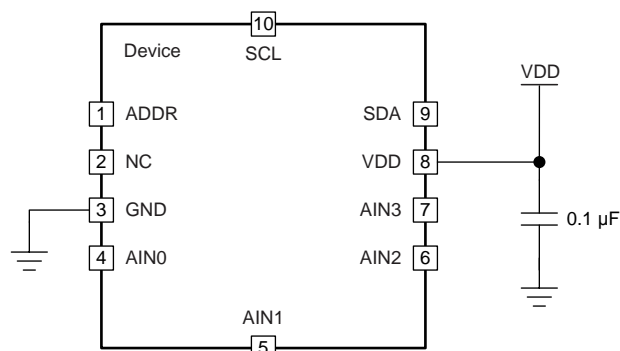 10
Device
SCL
VDD
1 ADDR
SDA 9
2 NC
VDD 8
3 GND
AIN3 7
0.1 µF
4 AIN0
AIN2 6
AIN1
5